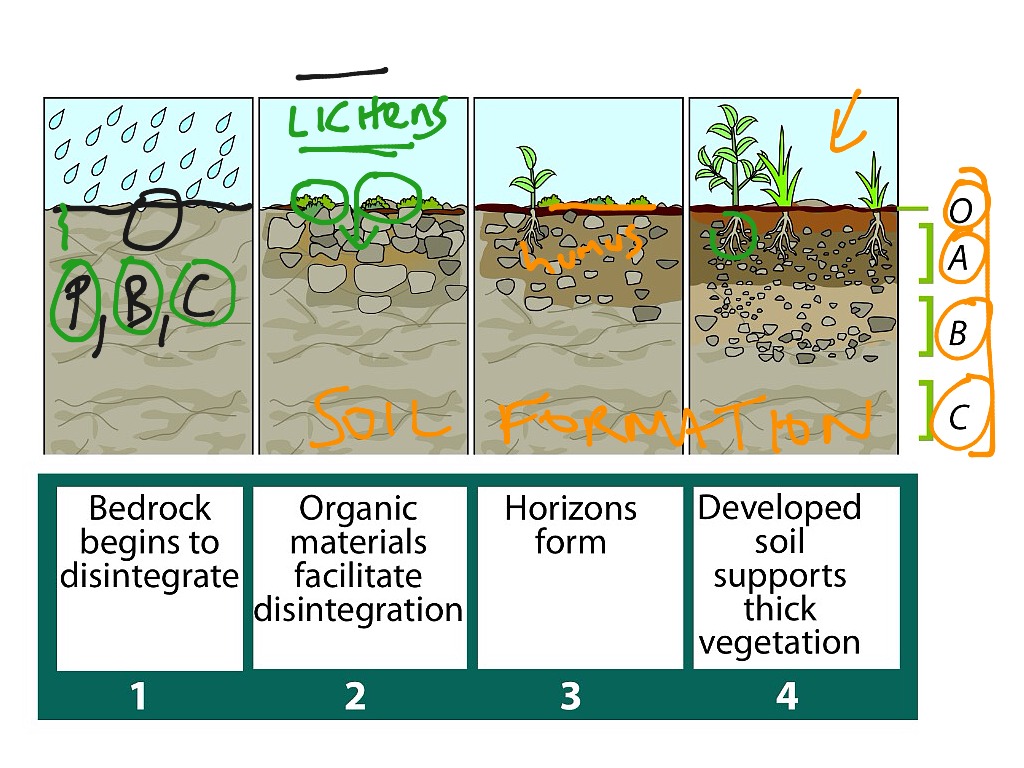 LICHens
O
A
humus
P, B, C
B
SOIL FORMATION
C
Bedrock
begins to
disintegrate
Organic
materials
facilitate
disintegration
Horizons
form
Developed
soil
supports
thick
vegetation
1
2
3
4